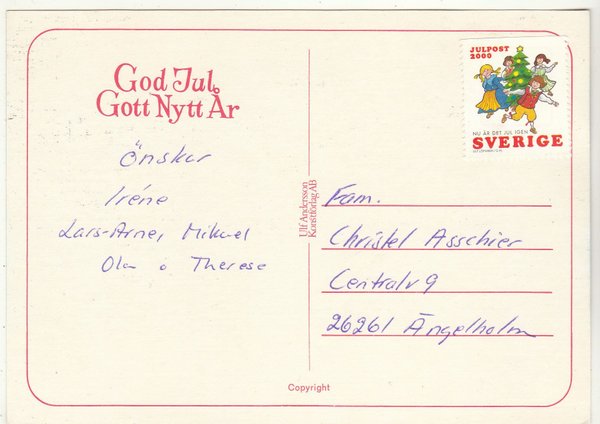 God Jul
Gott Nytt År
Önskar
Iréne
Lars-Arne, Mikael
Ola o Therese
Ulf Andersson
Konstförlag AB
JULPOST
2000
NU ÄR DET JUL IGEN
SVERIGE
Fam.
Christel Asschier
Centralv 9
26261 Ängelholm
Copyright